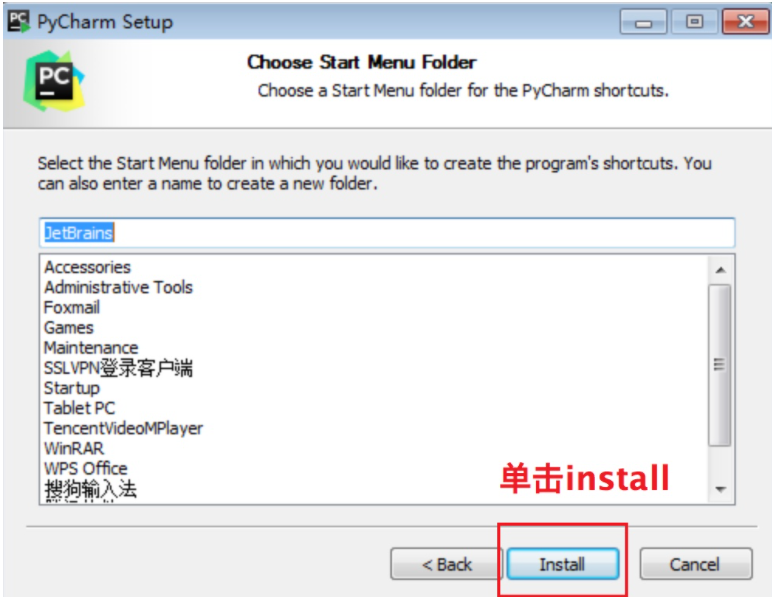 PyCharm Setup
Choose Start Menu Folder
Choose a Start Menu folder for the PyCharm shortcuts.
PC
Select the Start Menu folder in which you would like to create the program's shortcuts. You
can also enter a name to create a new folder.
JetBrains
Accessories
Administrative Tools
Foxmail
Games
Maintenance
SSLVPN登录客户端
Startup
Tablet PC
TencentVideoMPlayer
WinRAR
WPS Office
搜狗输入法
单击install
< Back
Install
Cancel